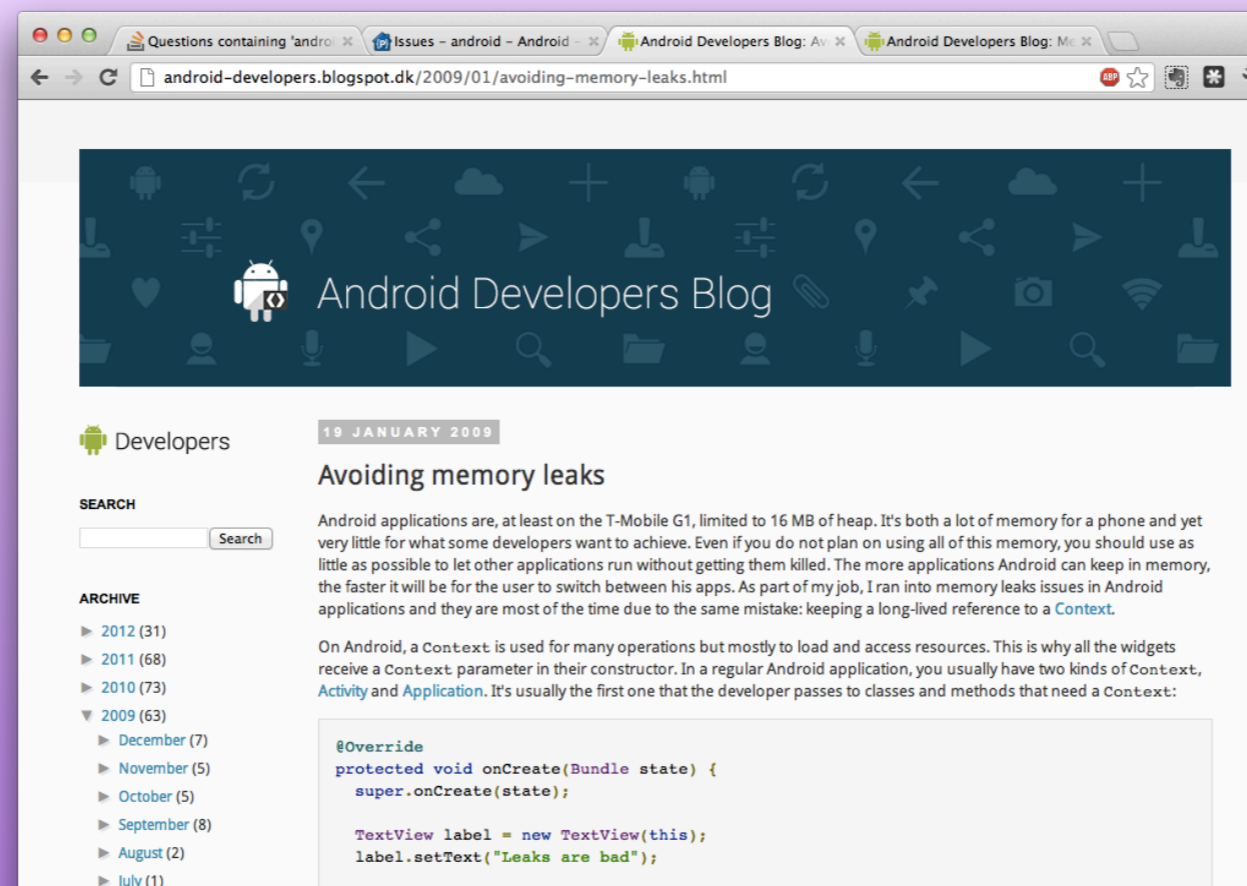 Questions containing 'androi
Issues – android – Android –
Android Developers Blog: Av
Android Developers Blog: Me
android-developers.blogspot.dk/2009/01/avoiding-memory-leaks.html
ABP
Android Developers Blog
Developers
SEARCH
Search
ARCHIVE
► 2012 (31)
► 2011 (68)
► 2010 (73)
▼ 2009 (63)
► December (7)
► November (5)
► October (5)
► September (8)
► August (2)
► July (1)
19 JANUARY 2009
Avoiding memory leaks
Android applications are, at least on the T-Mobile G1, limited to 16 MB of heap. It's both a lot of memory for a phone and yet
very little for what some developers want to achieve. Even if you do not plan on using all of this memory, you should use as
little as possible to let other applications run without getting them killed. The more applications Android can keep in memory,
the faster it will be for the user to switch between his apps. As part of my job, I ran into memory leaks issues in Android
applications and they are most of the time due to the same mistake: keeping a long-lived reference to a Context.
On Android, a Context is used for many operations but mostly to load and access resources. This is why all the widgets
receive a Context parameter in their constructor. In a regular Android application, you usually have two kinds of Context,
Activity and Application. It's usually the first one that the developer passes to classes and methods that need a Context:
@Override
protected void onCreate(Bundle state) {
super.onCreate(state);
TextView label = new TextView(this);
label.setText("Leaks are bad");